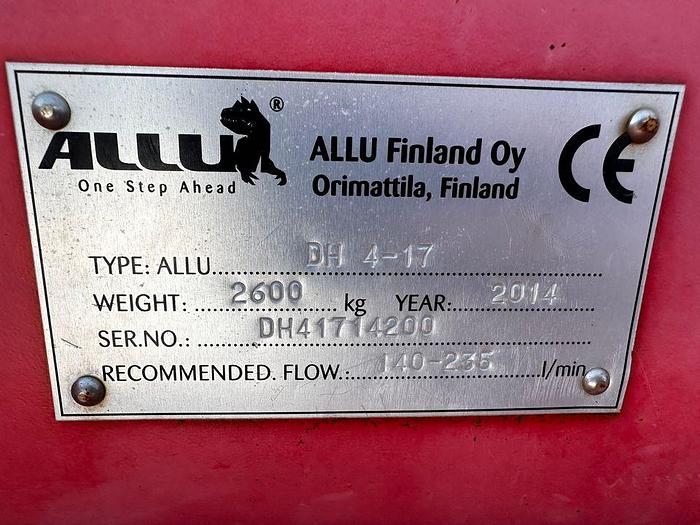 ALLU ®
One Step Ahead
ALLU Finland Oy
Orimattila, Finland
CE
TYPE: ALLU DH 4-17
WEIGHT: 2600 kg YEAR: 2014
SER.NO.: DH41714200
RECOMMENDED. FLOW.: 140-235 l/min